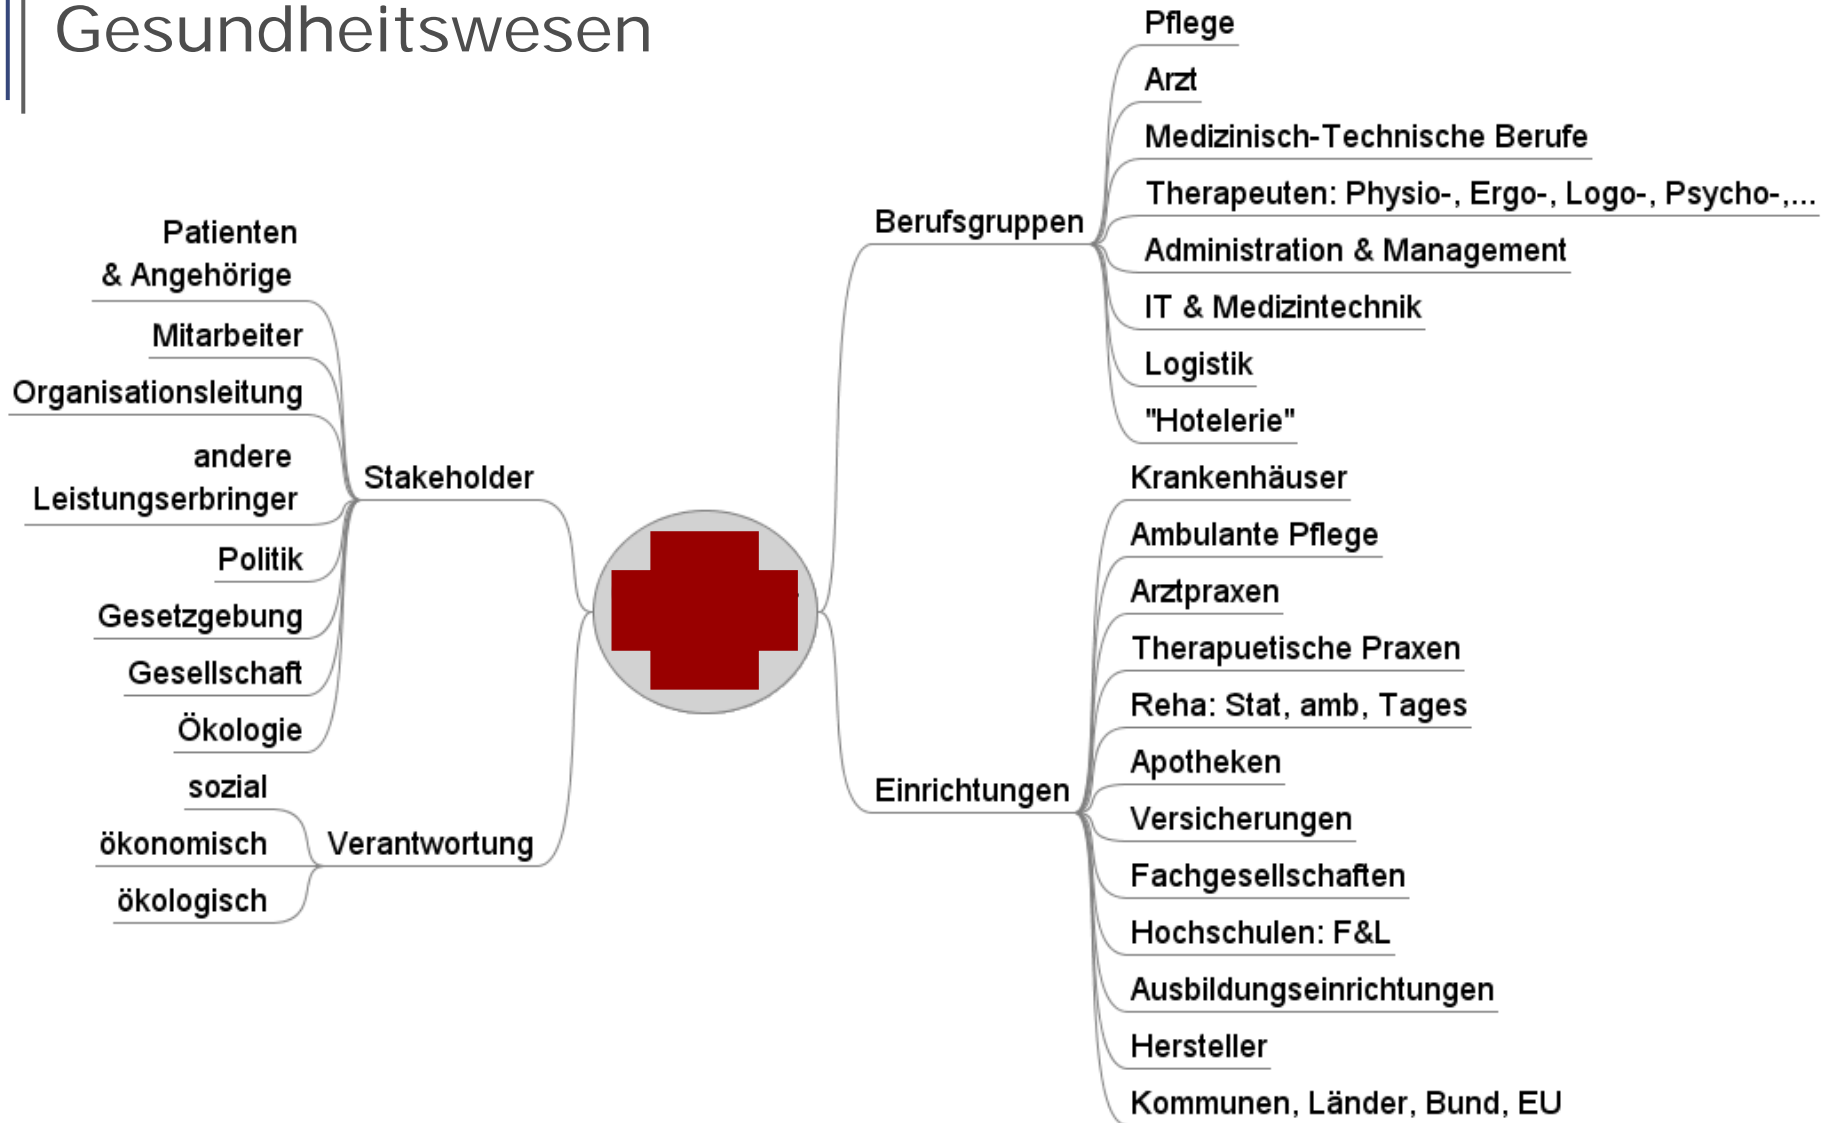 Gesundheitswesen
Patienten
& Angehörige
Mitarbeiter
Organisationsleitung
andere
Leistungserbringer
Politik
Gesetzgebung
Gesellschaft
Ökologie
Stakeholder
sozial
ökonomisch
ökologisch
Verantwortung
Berufsgruppen
Pflege
Arzt
Medizinisch-Technische Berufe
Therapeuten: Physio-, Ergo-, Logo-, Psycho-,...
Administration & Management
IT & Medizintechnik
Logistik
"Hotelerie"
Einrichtungen
Krankenhäuser
Ambulante Pflege
Arztpraxen
Therapuetische Praxen
Reha: Stat, amb, Tages
Apotheken
Versicherungen
Fachgesellschaften
Hochschulen: F&L
Ausbildungseinrichtungen
Hersteller
Kommunen, Länder, Bund, EU